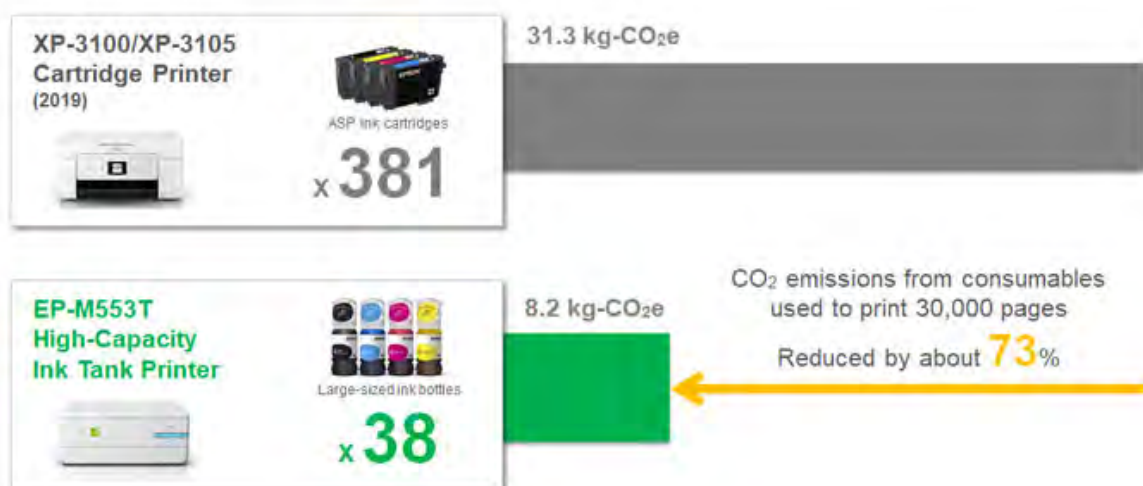 XP-3100/XP-3105
Cartridge Printer
(2019)
EPSON
ASP Ink cartridges
x 381
31.3 kg-CO₂e
EP-M553T
High-Capacity
Ink Tank Printer
Large-sized ink bottles
x 38
8.2 kg-CO₂e
CO₂ emissions from consumables
used to print 30,000 pages
Reduced by about 73%